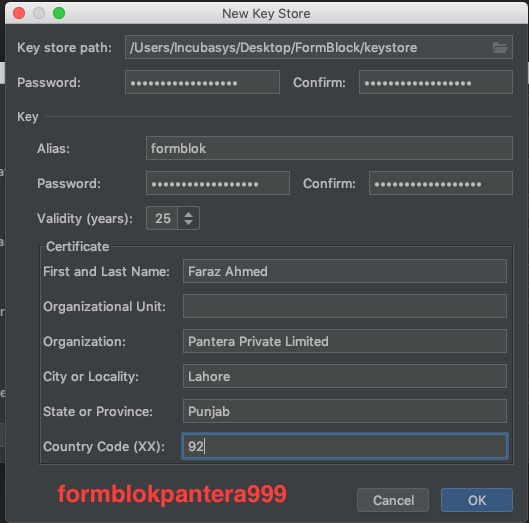 New Key Store
Key store path: /Users/Incubasys/Desktop/FormBlock/keystore
Password: •••••••••••••••••• Confirm: ••••••••••••••••••
Key
Alias: formblok
Password: •••••••••••••••••• Confirm: ••••••••••••••••••
Validity (years): 25
Certificate
First and Last Name: Faraz Ahmed
Organizational Unit:
Organization: Pantera Private Limited
City or Locality: Lahore
State or Province: Punjab
Country Code (XX): 92
formblokpantera999
Cancel OK